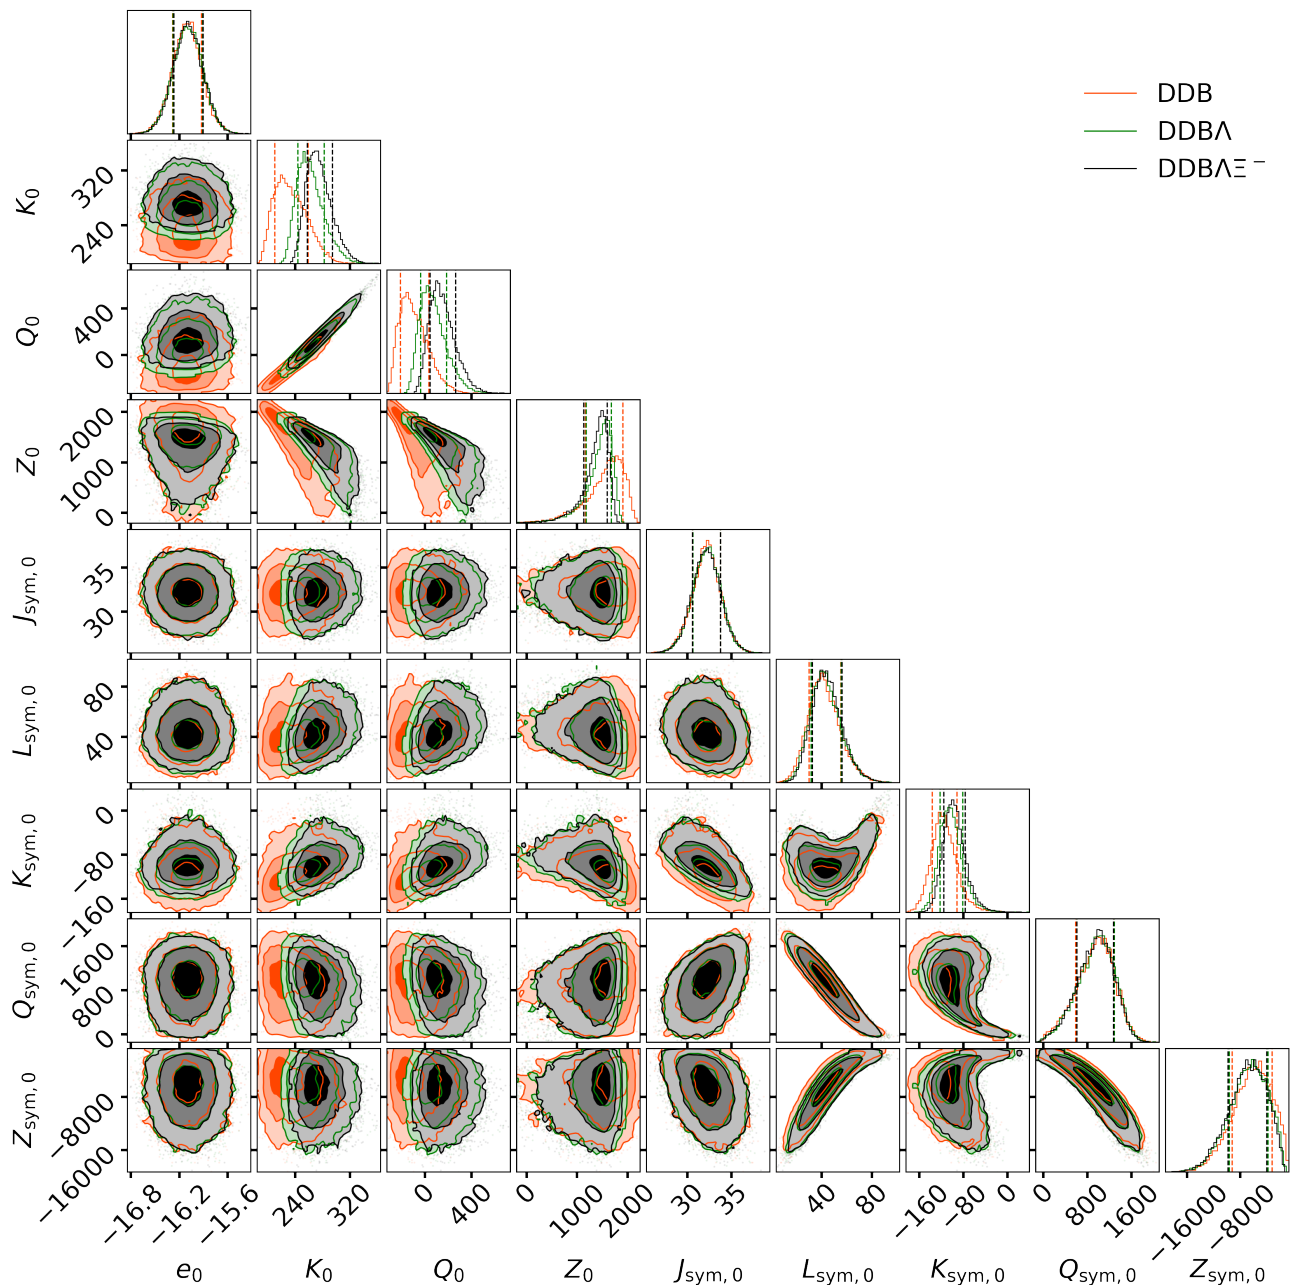 DDB
DDBΛ
DDBΛΞ⁻
K₀
320
240
Q₀
400
0
Z₀
2000
1000
0
J_sym, 0
35
30
L_sym, 0
80
40
K_sym, 0
0
−80
−160
Q_sym, 0
1600
800
0
Z_sym, 0
−8000
−16000
−16.8 −16.2 −15.6 240 320 0 400 0 1000 2000 30 35 40 80 −160 −80 0 0 800 1600 −16000 −8000
e₀ K₀ Q₀ Z₀ J_sym, 0 L_sym, 0 K_sym, 0 Q_sym, 0 Z_sym, 0